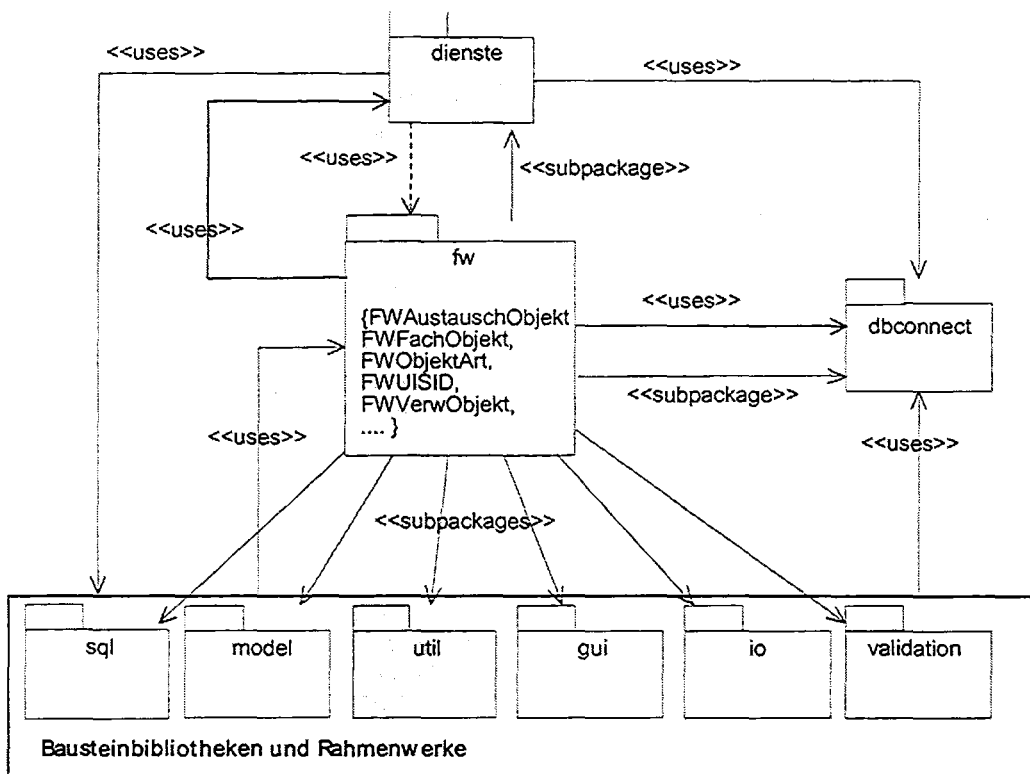 dienste
<<uses>>
<<uses>>
<<uses>>
<<subpackage>>
<<uses>>
fw
{FWAustauschObjekt
FWFachObjekt,
FWObjektArt,
FWUISID,
FWVerwObjekt,
.... }
<<uses>>
dbconnect
<<subpackage>>
<<uses>>
<<uses>>
<<subpackages>>
sql
model
util
gui
io
validation
Bausteinbibliotheken und Rahmenwerke